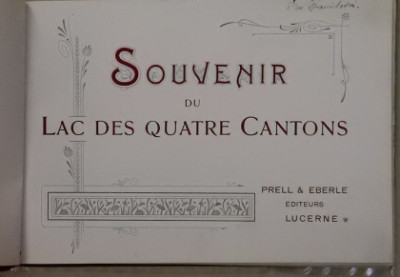 SOUVENIR
DU
LAC DES QUATRE CANTONS
PRELL & EBERLE
EDITEURS
LUCERNE